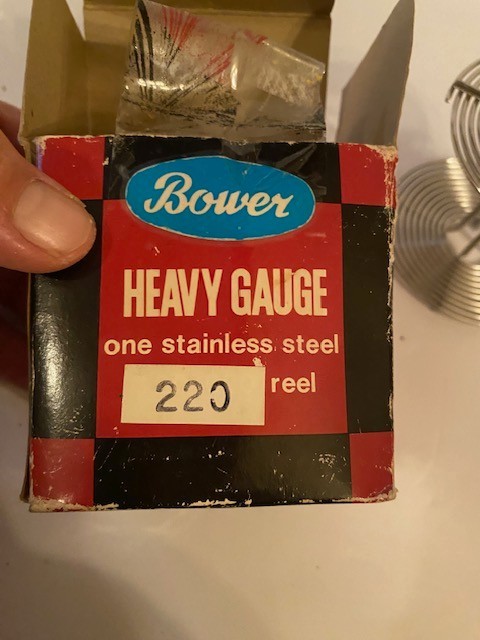 Bower
HEAVY GAUGE
one stainless steel
220 reel